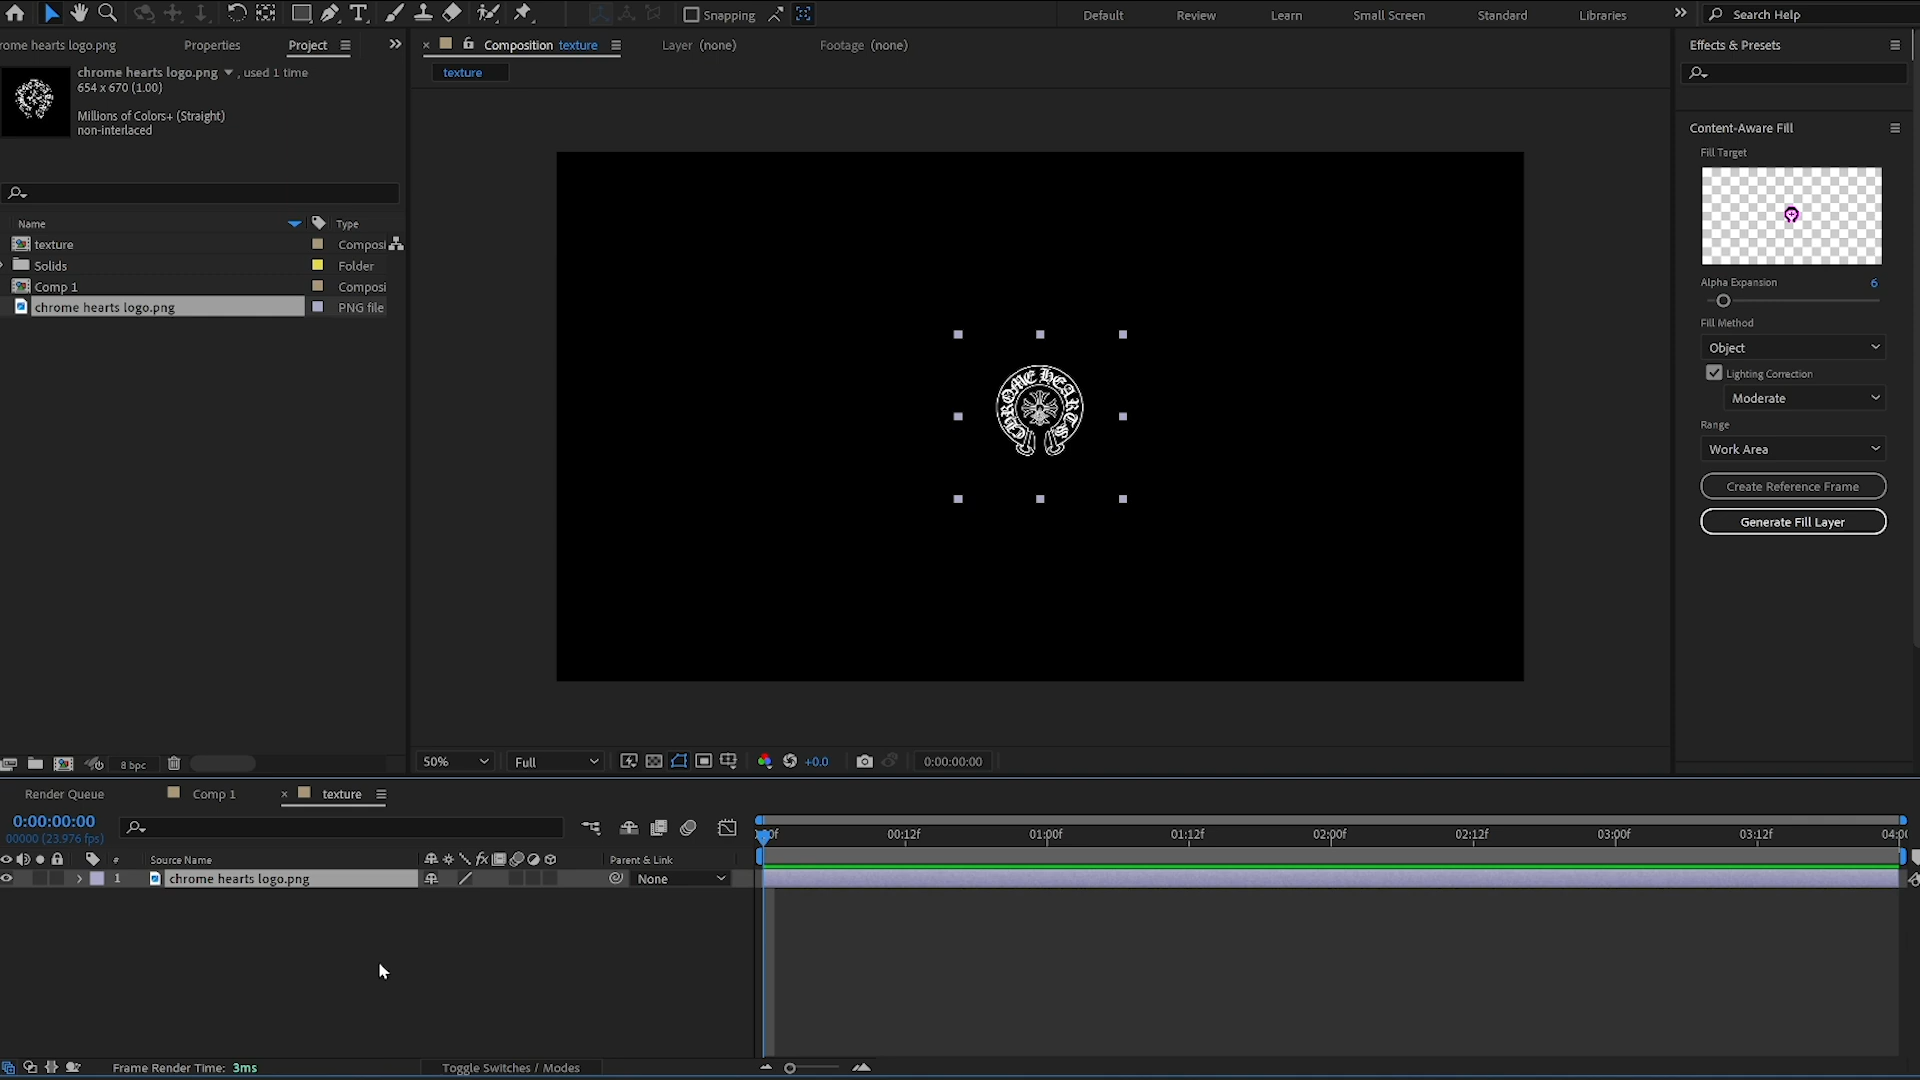 Snapping
Default
Review
Learn
Small Screen
Standard
Libraries
Search Help
rome hearts logo.png
Properties
Project
Composition texture
Layer (none)
Footage (none)
Effects & Presets
chrome hearts logo.png , used 1 time
654 x 670 (1.00)
Millions of Colors+ (Straight)
non-interlaced
texture
Content-Aware Fill
Fill Target
Name
Type
texture
Composi
Solids
Folder
Comp 1
Composi
chrome hearts logo.png
PNG file
CHROME HEARTS
Alpha Expansion
6
Fill Method
Object
Lighting Correction
Moderate
Range
Work Area
Create Reference Frame
Generate Fill Layer
8 bpc
50%
Full
+0.0
0:00:00:00
Render Queue
Comp 1
texture
0:00:00:00
00000 (23.976 fps)
00:12f
01:00f
01:12f
02:00f
02:12f
03:00f
03:12f
#
Source Name
fx
Parent & Link
1
chrome hearts logo.png
None
Frame Render Time: 3ms
Toggle Switches / Modes